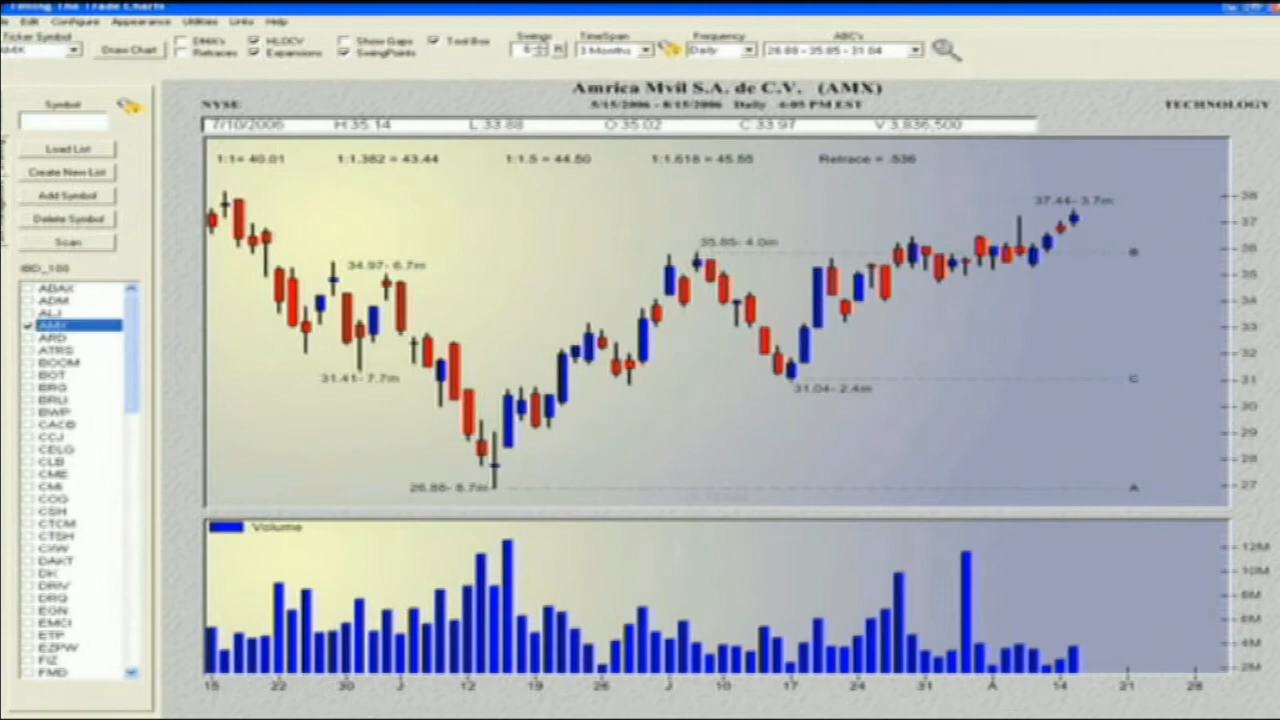 Timing The Trade Charts
Edit Configure Appearance Utilities Links Help
Ticker Symbol
AMX
Draw Chart
DMA's
Retraces
HLOCV
Expansions
Show Gaps
SwingPoints
Tool Box
Swings
6
TimeSpan
3 Months
Frequency
Daily
ABC's
26.88 - 35.85 - 31.04
Amrica Mvil S.A. de C.V. (AMX)
NYSE
5/15/2006 - 8/15/2006 Daily 6:05 PM EST
TECHNOLOGY
7/10/2006 H:35.14 L:33.88 O:35.02 C:33.97 V:3,836,500
1:1= 40.01 1:1.382 = 43.44 1:1.5 = 44.50 1:1.618 = 45.55 Retrace = .536
Symbol
Load List
Create New List
Add Symbol
Delete Symbol
Scan
IBD_100
ABAX
ADM
ALJ
AMX
ARD
ATRS
BOOM
BOT
BRG
BRLI
BWP
CACB
CCJ
CELG
CLB
CME
CMI
COG
CSH
CTCM
CTSH
CXW
DAKT
DK
DRIV
DRQ
EGN
EMCI
ETP
EZPW
FIZ
FMD
37.44- 3.7m
35.85- 4.0m
34.97- 6.7m
31.41- 7.7m
31.04- 2.4m
26.88- 8.7m
B
C
A
38
37
36
35
34
33
32
31
30
29
28
27
Volume
12M
10M
8M
6M
4M
2M
15 22 30 J 12 19 26 J 10 17 24 31 A 14 21 28